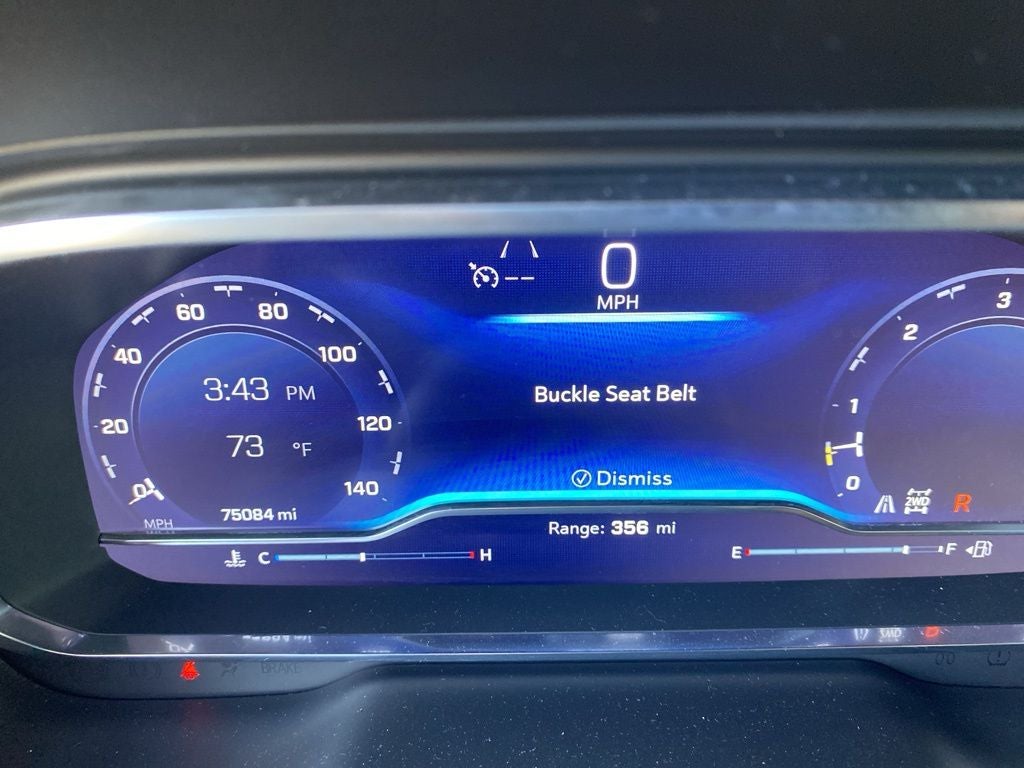 0
MPH
60 80
40 100
20 120
0 140
3:43 PM
73 °F
75084 mi
MPH
Buckle Seat Belt
Dismiss
Range: 356 mi
C H
E F
3
2
1
0
2WD R
BRAKE